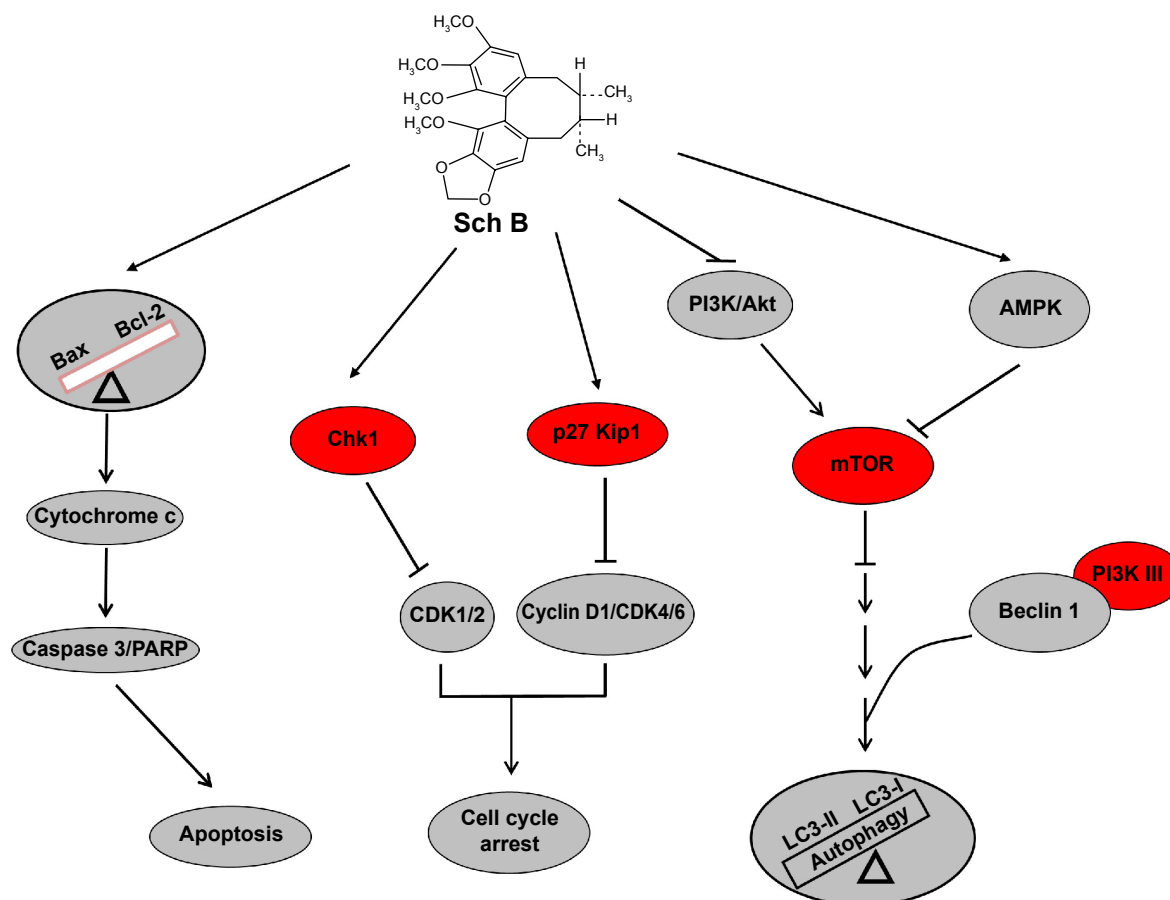 H₃CO
H₃CO
H₃CO
H₃CO
H
CH₃
H
CH₃
O
O
Sch B
Bax
Bcl-2
PI3K/Akt
AMPK
Chk1
p27 Kip1
mTOR
Cytochrome c
PI3K III
Beclin 1
CDK1/2
Cyclin D1/CDK4/6
Caspase 3/PARP
Apoptosis
Cell cycle
arrest
LC3-II
LC3-I
Autophagy